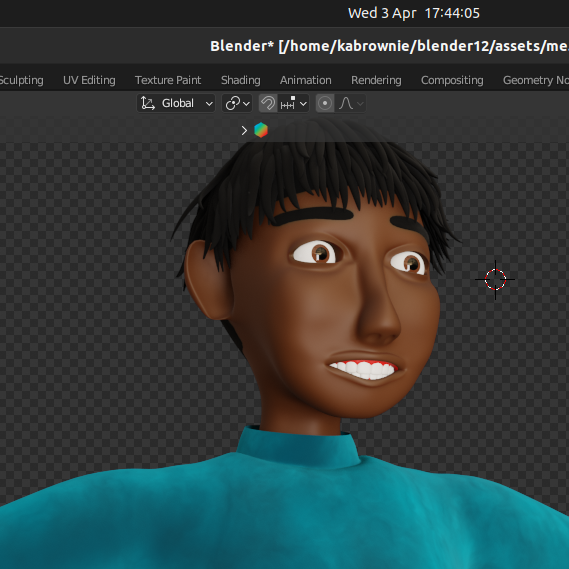 Wed 3 Apr 17:44:05
Blender* [/home/kabrownie/blender12/assets/me
Sculpting UV Editing Texture Paint Shading Animation Rendering Compositing Geometry No
Global